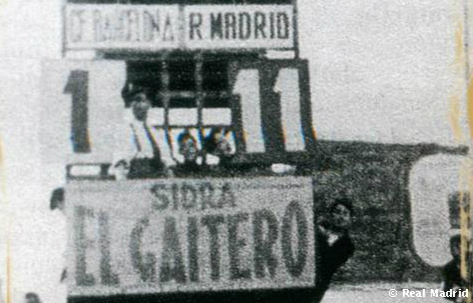 CF BARCELONA R MADRID
1 11
SIDRA
EL GAITERO
© Real Madrid